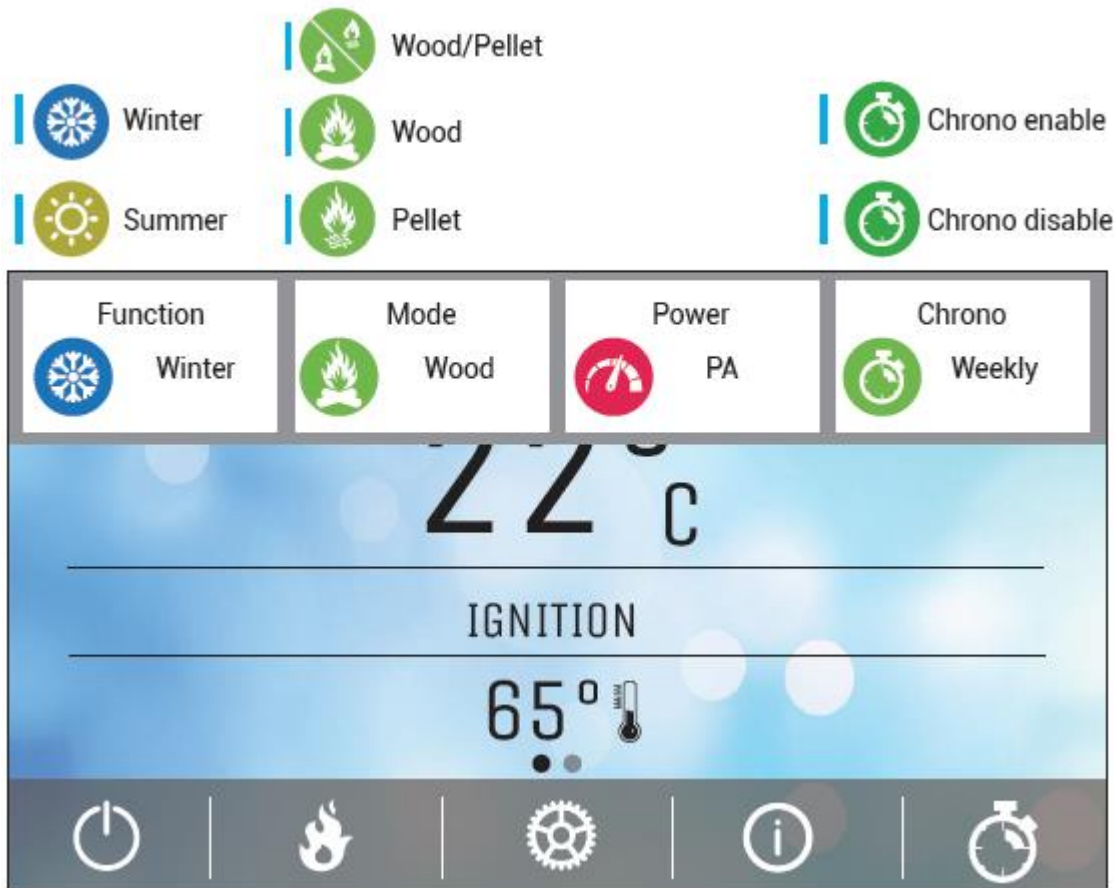 Wood/Pellet
Winter
Wood
Chrono enable
Summer
Pellet
Chrono disable
Function
Mode
Power
Chrono
Winter
Wood
PA
Weekly
22°C
IGNITION
65°